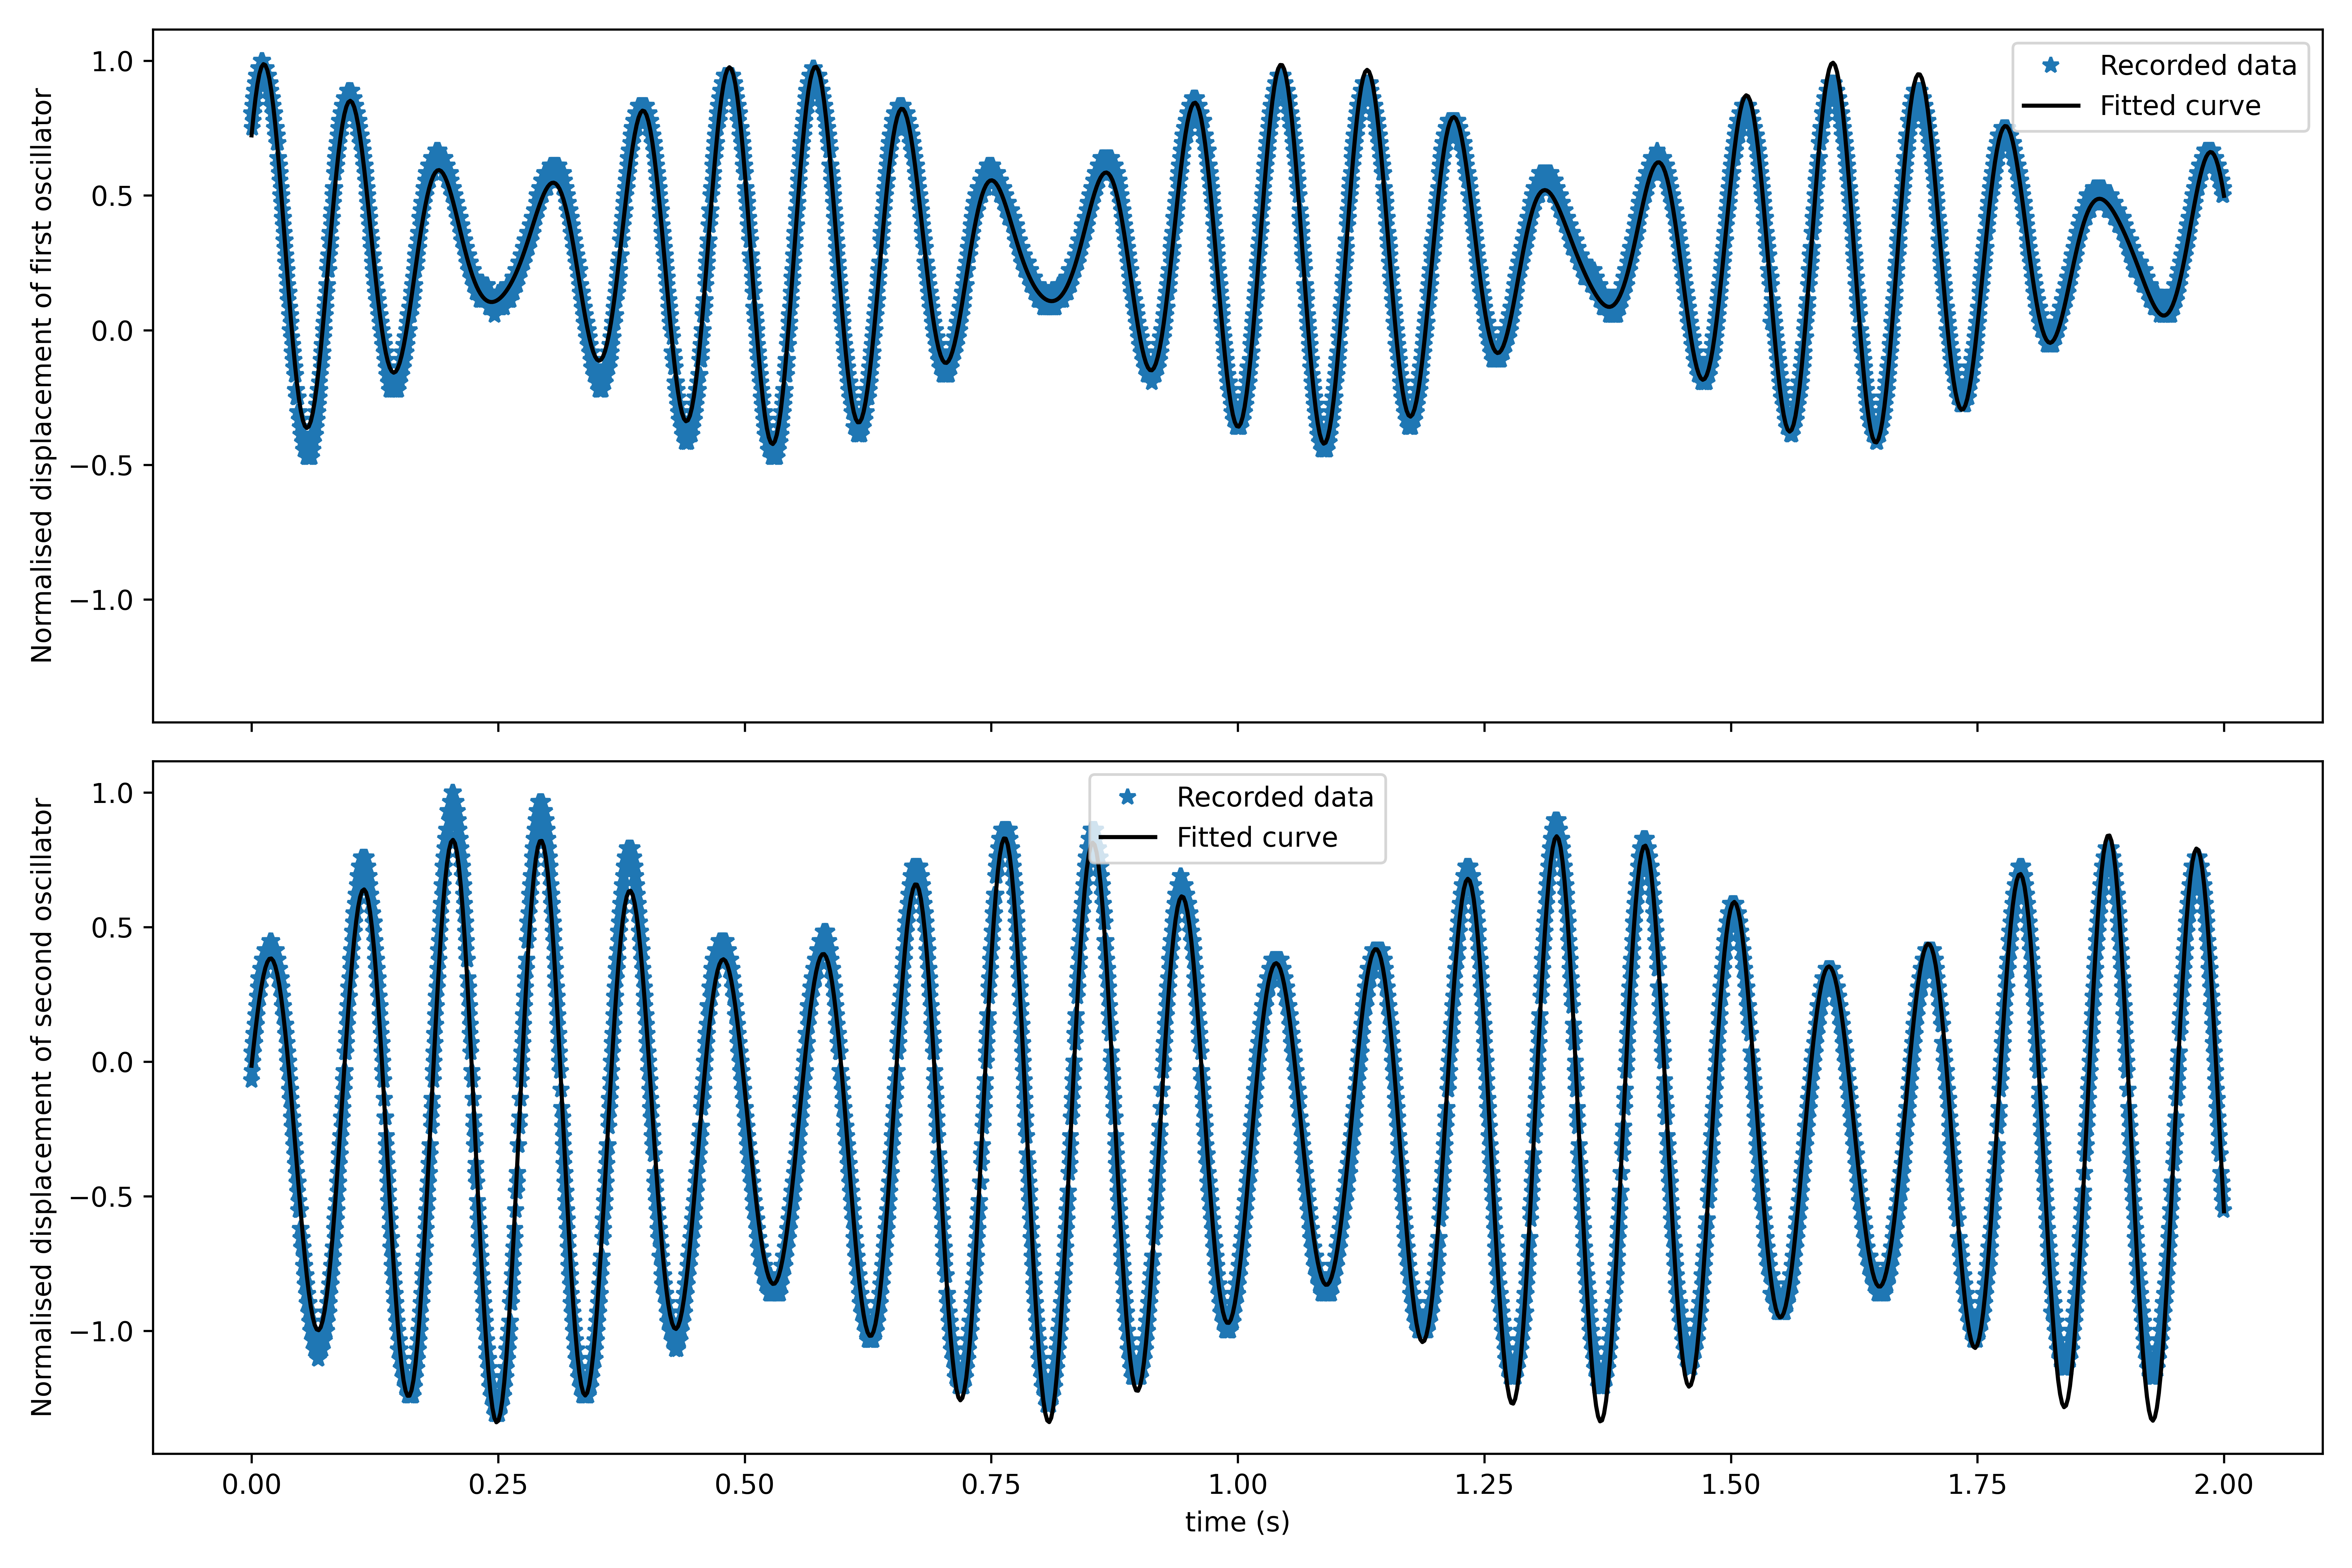 Normalised displacement of first oscillator
1.0
0.5
0.0
−0.5
−1.0
Recorded data
Fitted curve
Normalised displacement of second oscillator
1.0
0.5
0.0
−0.5
−1.0
Recorded data
Fitted curve
0.00 0.25 0.50 0.75 1.00 1.25 1.50 1.75 2.00
time (s)